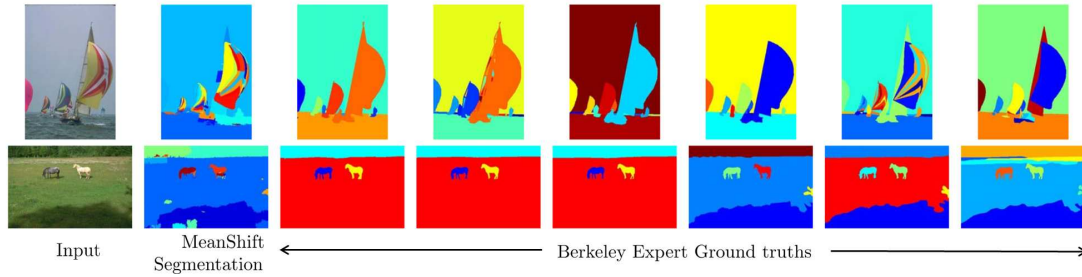 Input
MeanShift
Segmentation
Berkeley Expert Ground truths